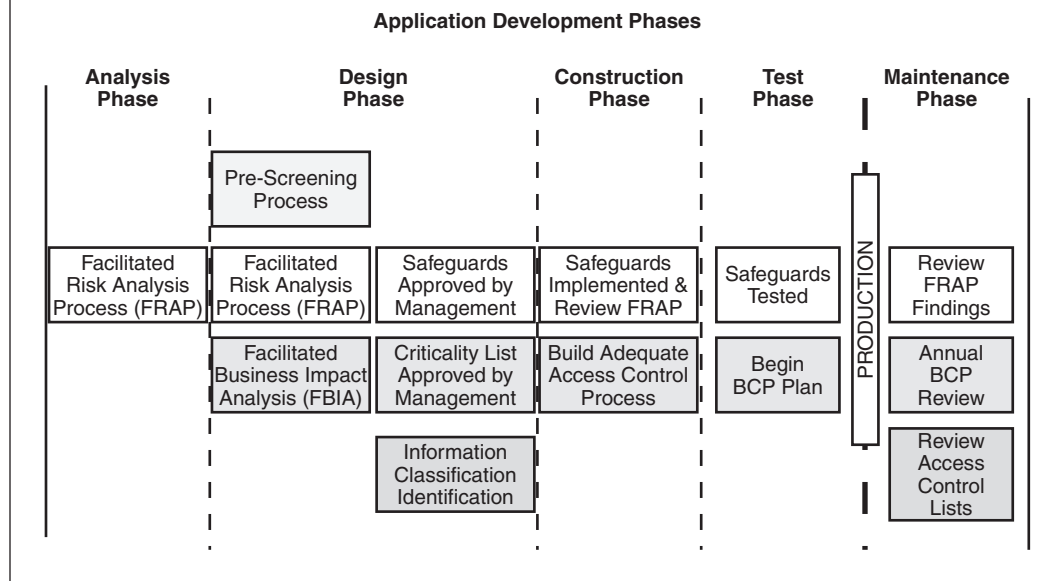 Application Development Phases
Analysis
Phase
Design
Phase
Construction
Phase
Test
Phase
Maintenance
Phase
Pre-Screening
Process
Facilitated
Risk Analysis
Process (FRAP)
Facilitated
Risk Analysis
Process (FRAP)
Safeguards
Approved by
Management
Safeguards
Implemented &
Review FRAP
Safeguards
Tested
PRODUCTION
Review
FRAP
Findings
Facilitated
Business Impact
Analysis (FBIA)
Criticality List
Approved by
Management
Build Adequate
Access Control
Process
Begin
BCP Plan
Annual
BCP
Review
Information
Classification
Identification
Review
Access
Control
Lists